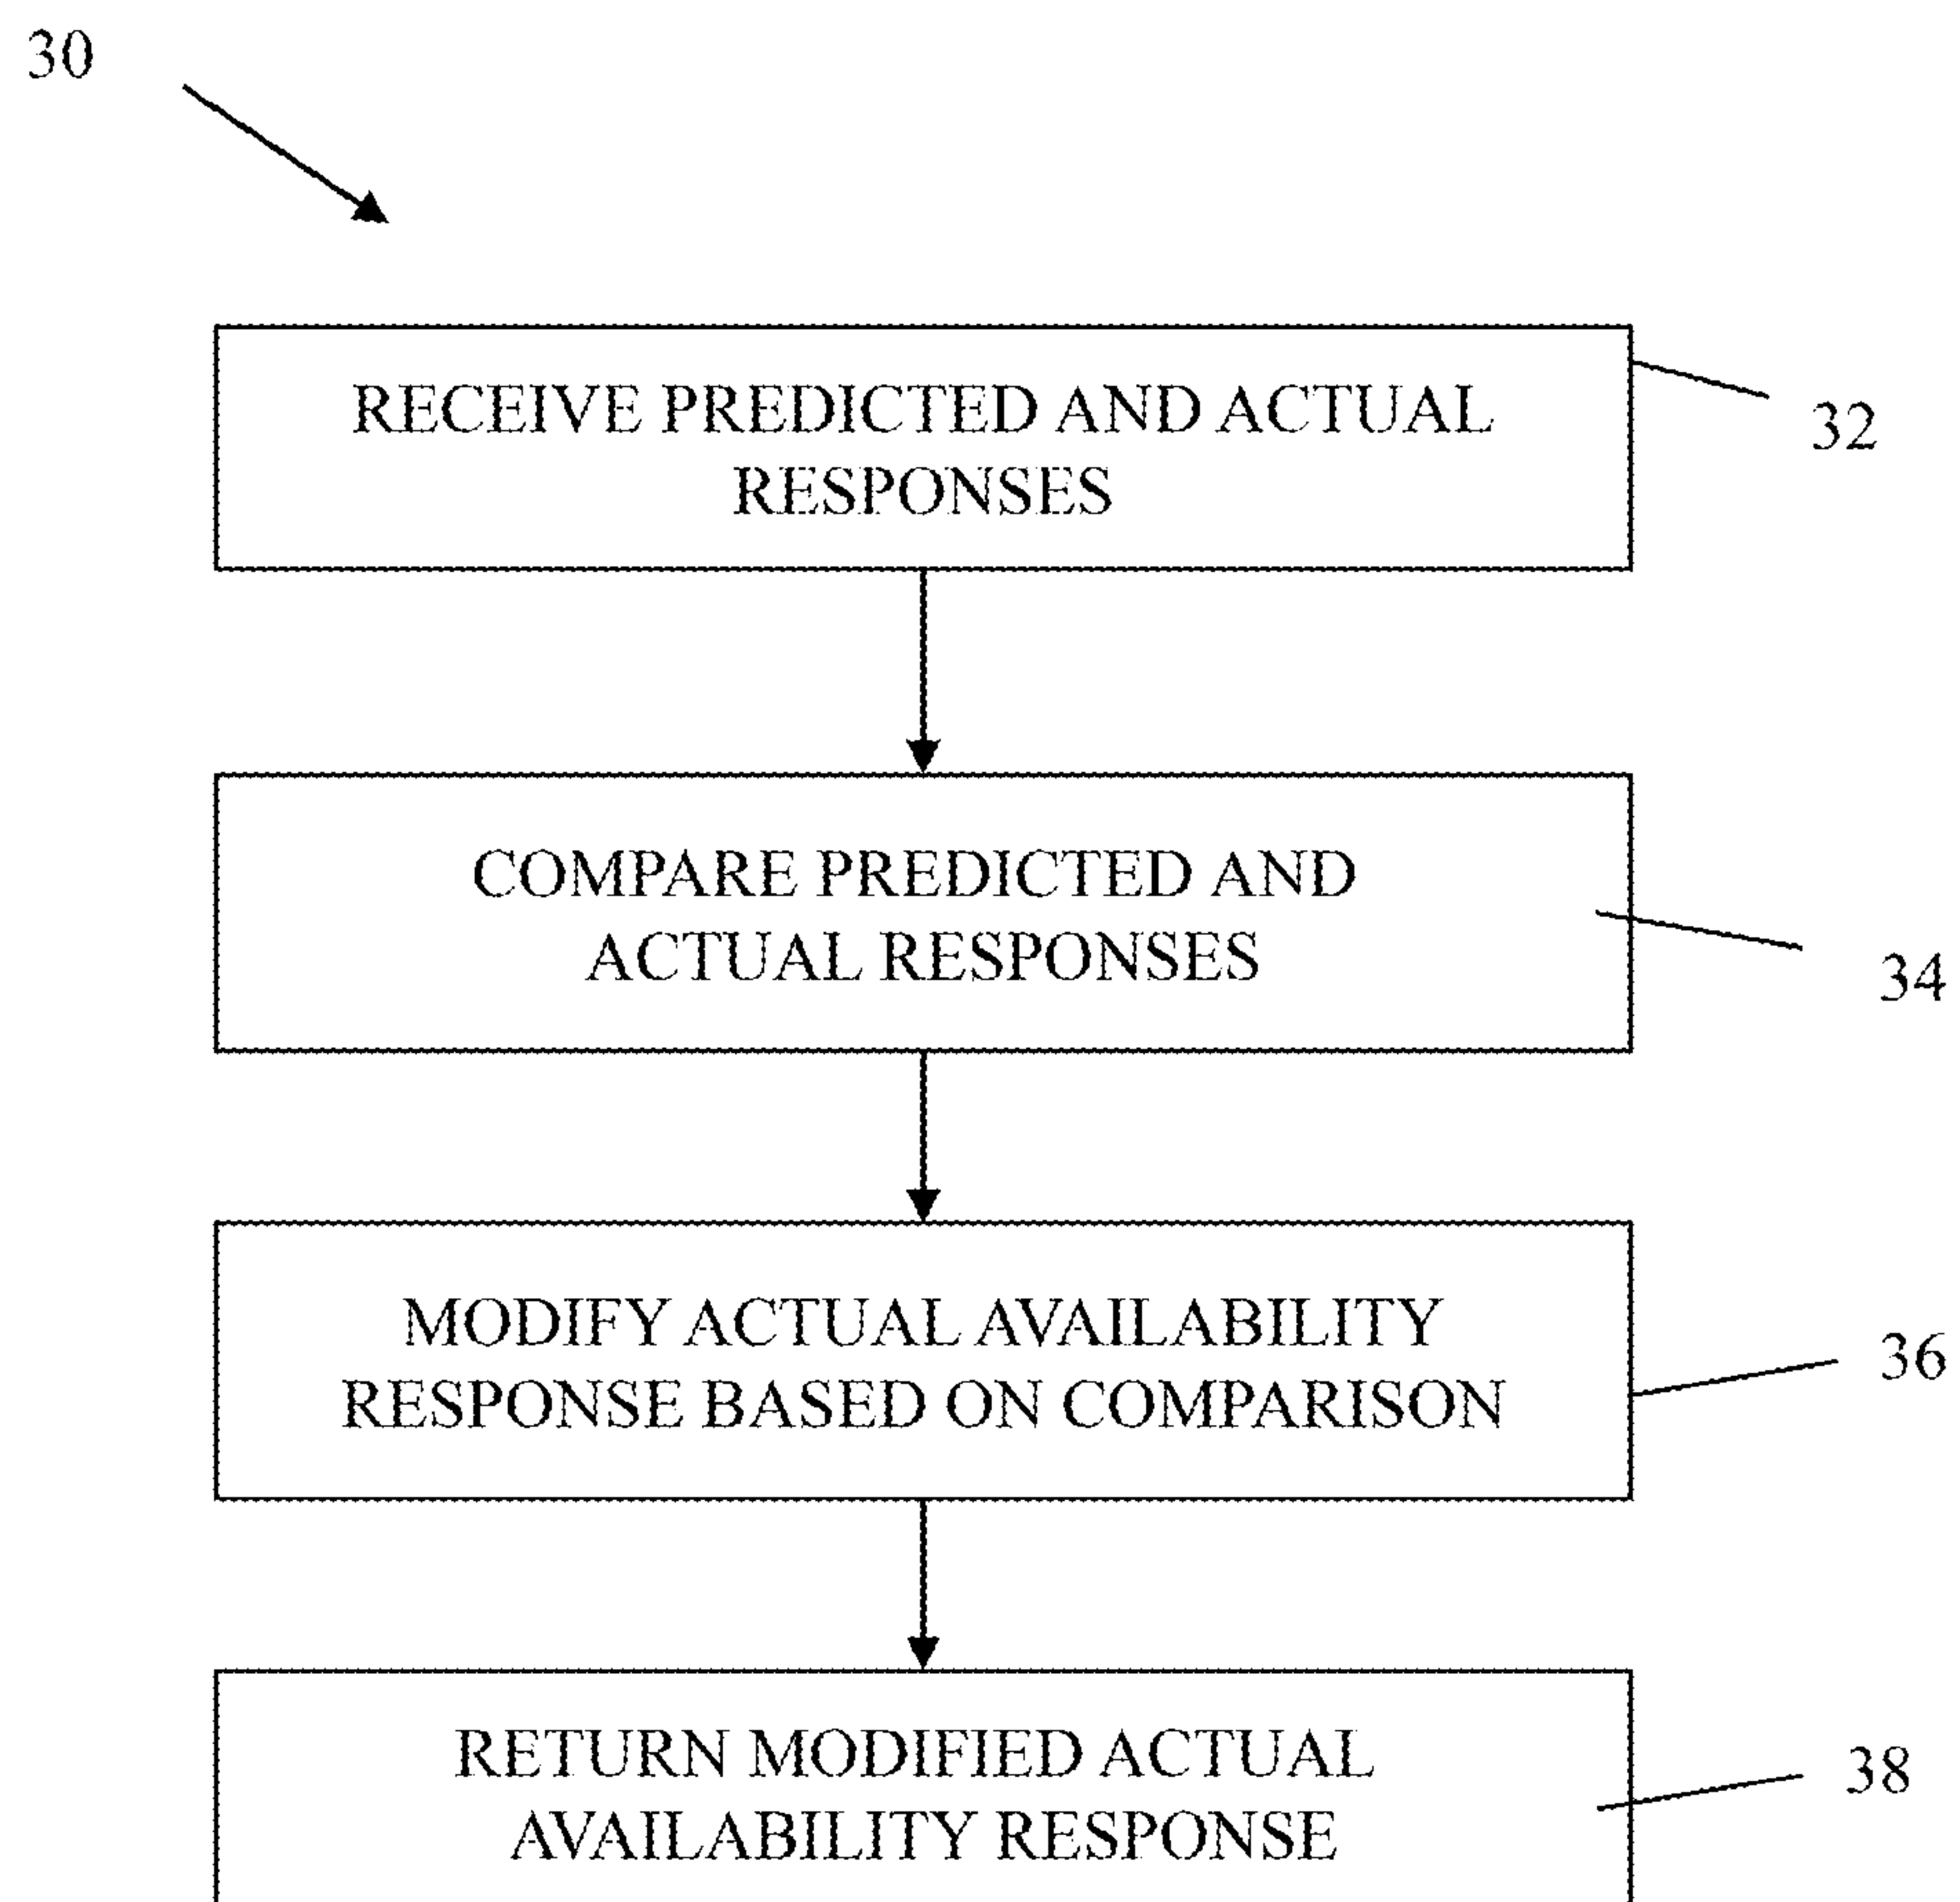 30
RECEIVE PREDICTED AND ACTUAL
RESPONSES
32
COMPARE PREDICTED AND
ACTUAL RESPONSES
34
MODIFY ACTUAL AVAILABILITY
RESPONSE BASED ON COMPARISON
36
RETURN MODIFIED ACTUAL
AVAILABILITY RESPONSE
38